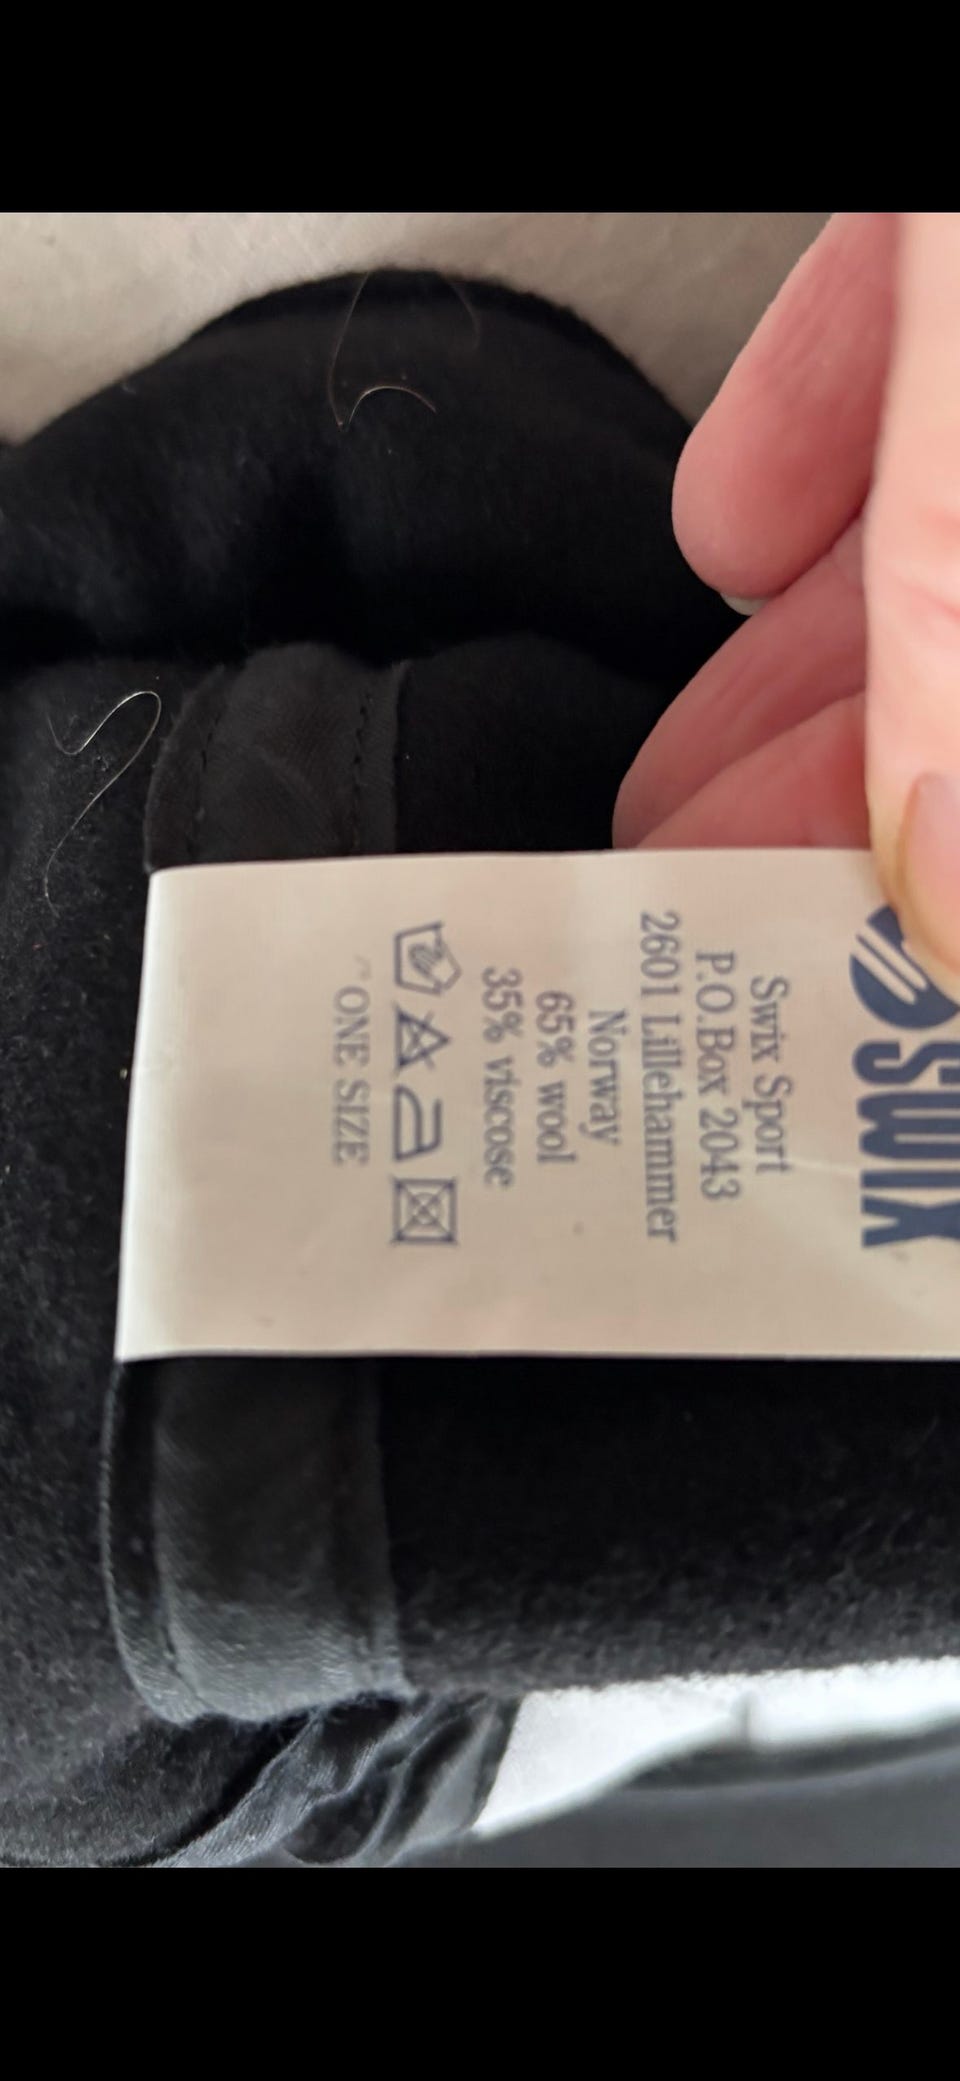 SWIX
Swix Sport
P.O.Box 2043
2601 Lillehammer
Norway
65% wool
35% viscose
ONE SIZE